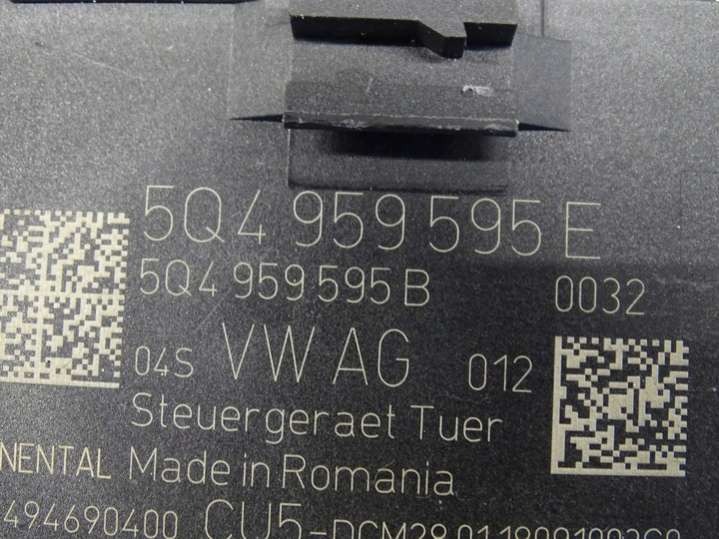 5Q4 959 595 E
5Q4 959 595 B 0032
04S VW AG 012
Steuergeraet Tuer
NENTAL Made in Romania
494690400 CU5-DCM29